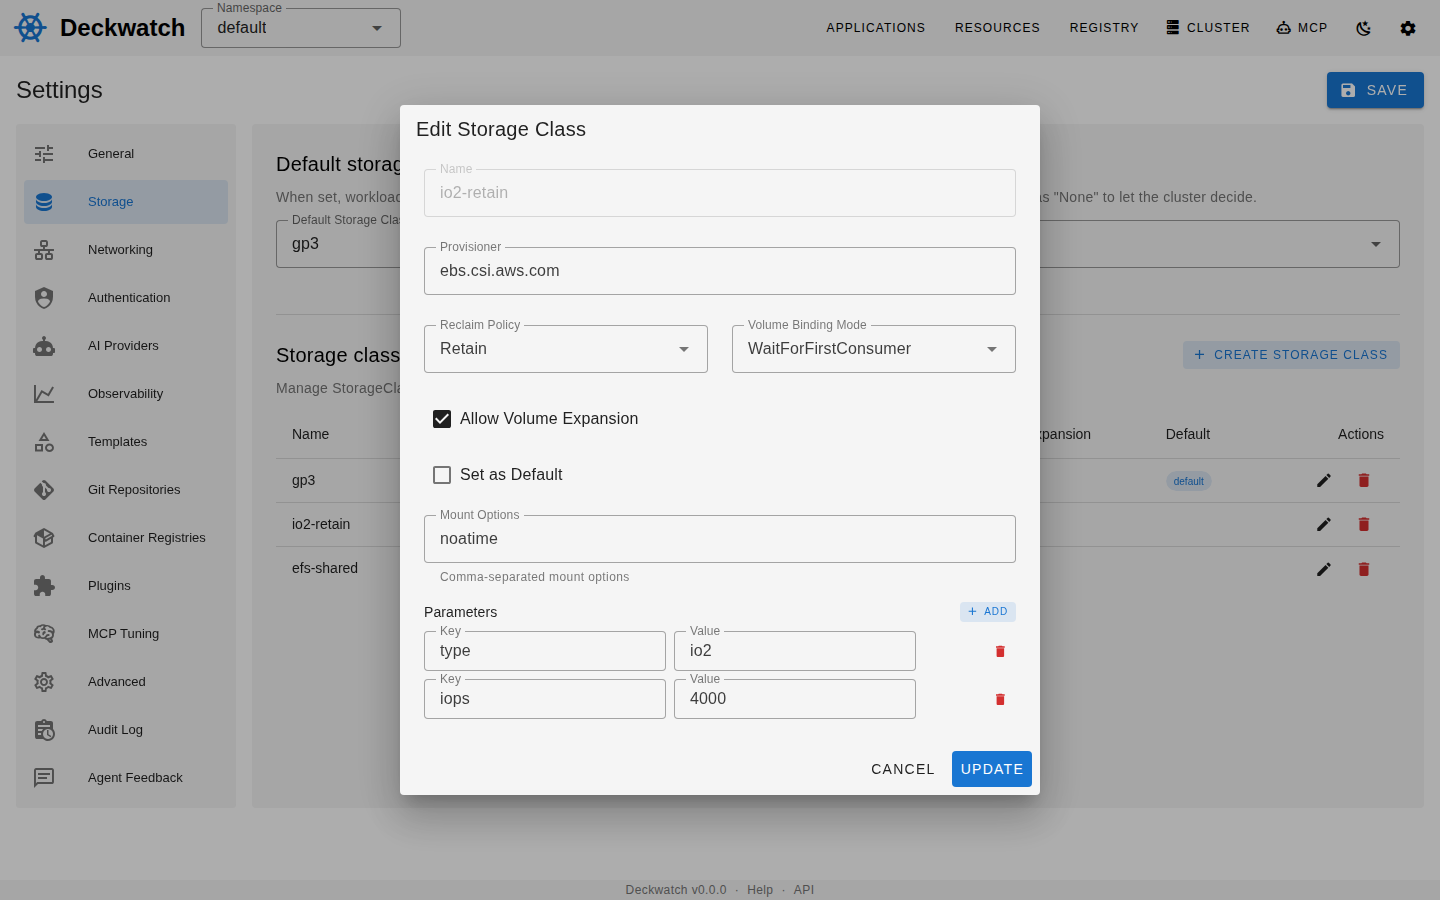 Deckwatch
Namespace
default
APPLICATIONS
RESOURCES
REGISTRY
CLUSTER
MCP
Settings
SAVE
General
Storage
Networking
Authentication
AI Providers
Observability
Templates
Git Repositories
Container Registries
Plugins
MCP Tuning
Advanced
Audit Log
Agent Feedback
Default storag
When set, workload
as "None" to let the cluster decide.
Default Storage Clas
gp3
Storage class
CREATE STORAGE CLASS
Manage StorageCla
Name
xpansion
Default
Actions
gp3
default
io2-retain
efs-shared
Edit Storage Class
Name
io2-retain
Provisioner
ebs.csi.aws.com
Reclaim Policy
Retain
Volume Binding Mode
WaitForFirstConsumer
Allow Volume Expansion
Set as Default
Mount Options
noatime
Comma-separated mount options
Parameters
ADD
Key
type
Value
io2
Key
iops
Value
4000
CANCEL
UPDATE
Deckwatch v0.0.0 · Help · API